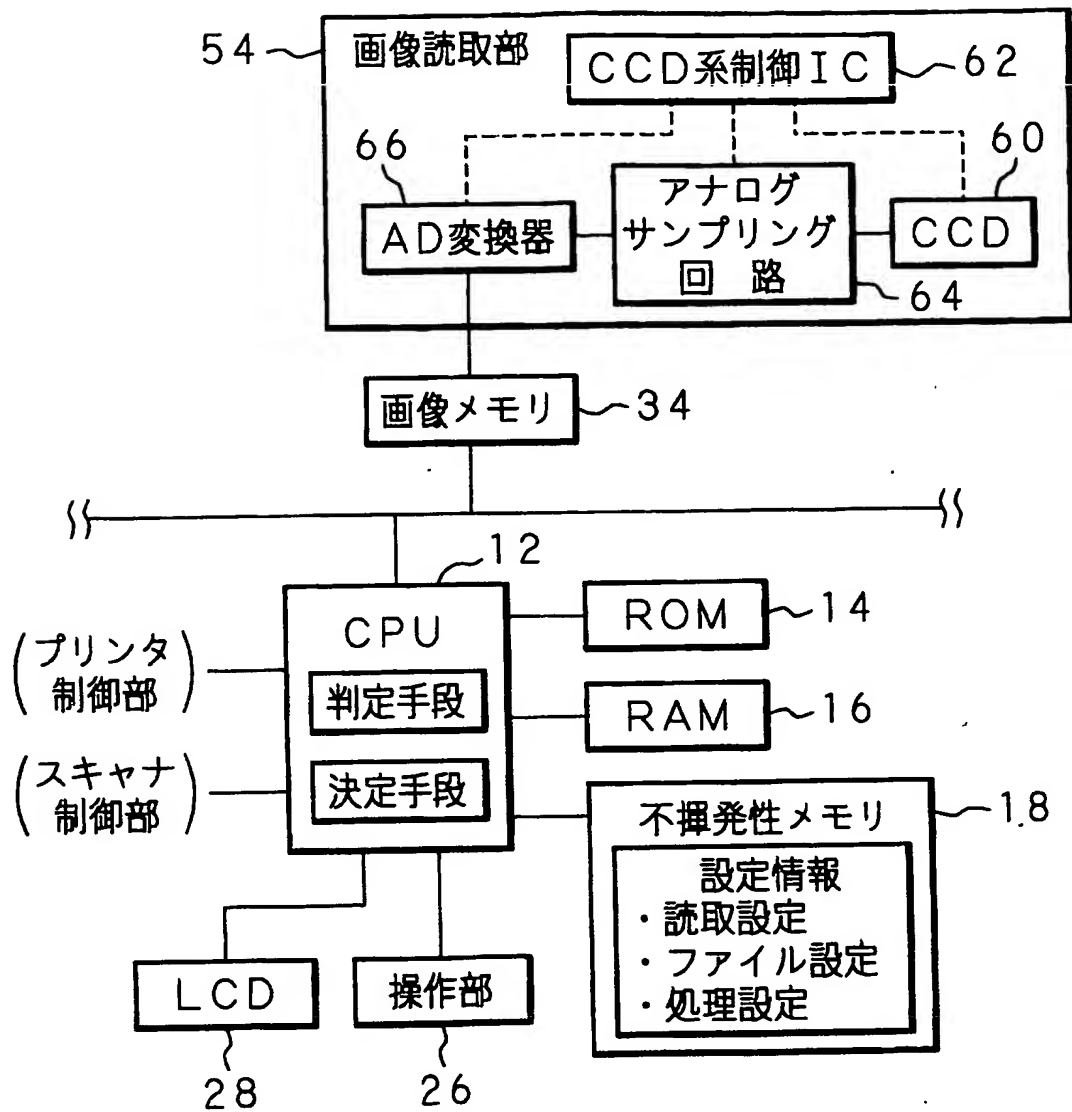 54
画像読取部
CCD系制御IC
62
66
60
AD変換器
アナログ
サンプリング
回 路
CCD
64
画像メモリ
34
12
CPU
判定手段
決定手段
ROM
14
(プリンタ
制御部)
RAM
16
(スキャナ
制御部)
不揮発性メモリ
18
設定情報
・読取設定
・ファイル設定
・処理設定
LCD
操作部
28
26